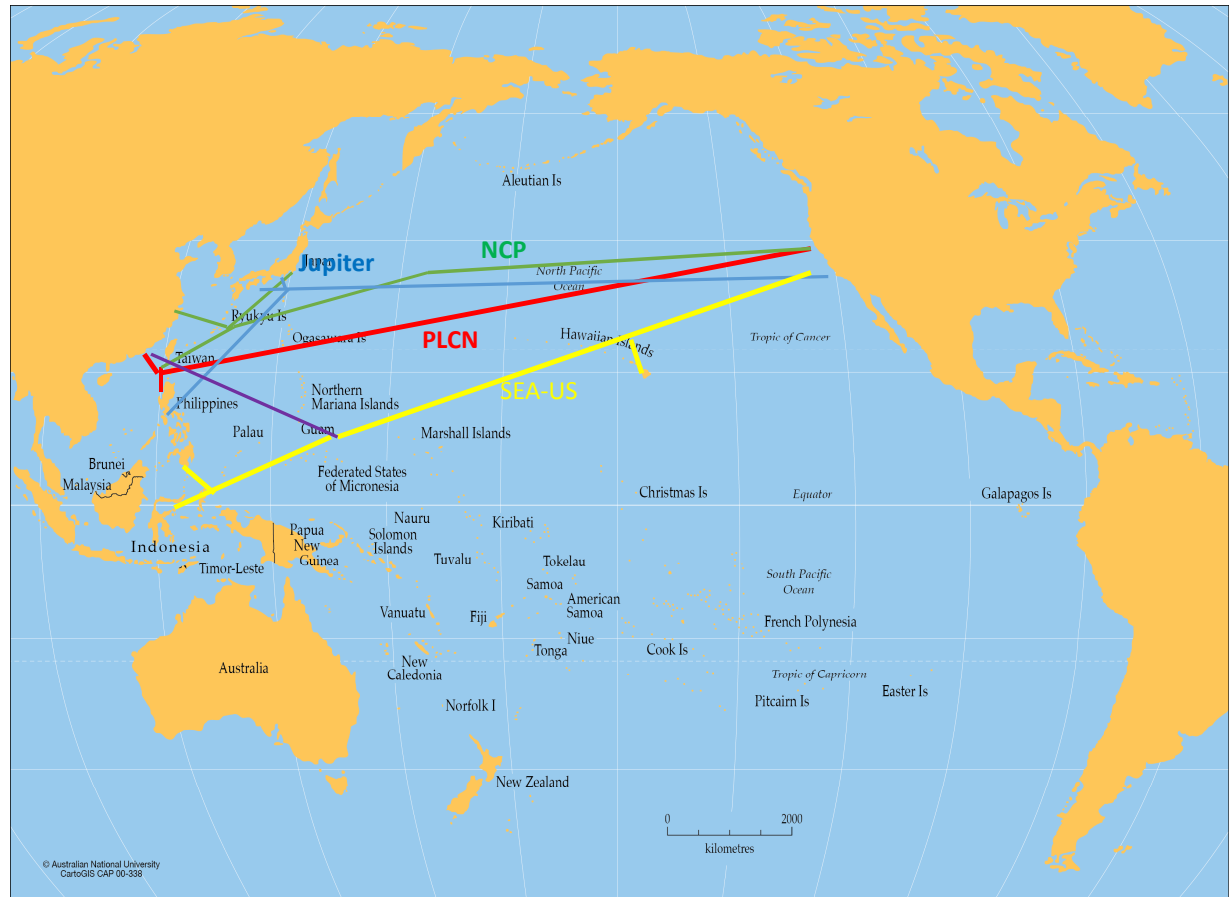 Aleutian Is
NCP
Japan
Jupiter
North Pacific
Ocean
Ryukyu Is
Ogasawara Is
PLCN
Hawaiian Islands
Tropic of Cancer
Taiwan
SEA-US
Northern
Mariana Islands
Philippines
Palau
Guam
Marshall Islands
Brunei
Malaysia
Federated States
of Micronesia
Christmas Is
Equator
Galapagos Is
Nauru
Kiribati
Papua
New
Guinea
Solomon
Islands
Indonesia
Timor-Leste
Tuvalu
Tokelau
Samoa
American
Samoa
South Pacific
Ocean
Vanuatu
Fiji
French Polynesia
Niue
Tonga
Cook Is
Australia
New
Caledonia
Tropic of Capricorn
Pitcairn Is
Easter Is
Norfolk I
New Zealand
0 2000
kilometres
© Australian National University
CartoGIS CAP 00-338